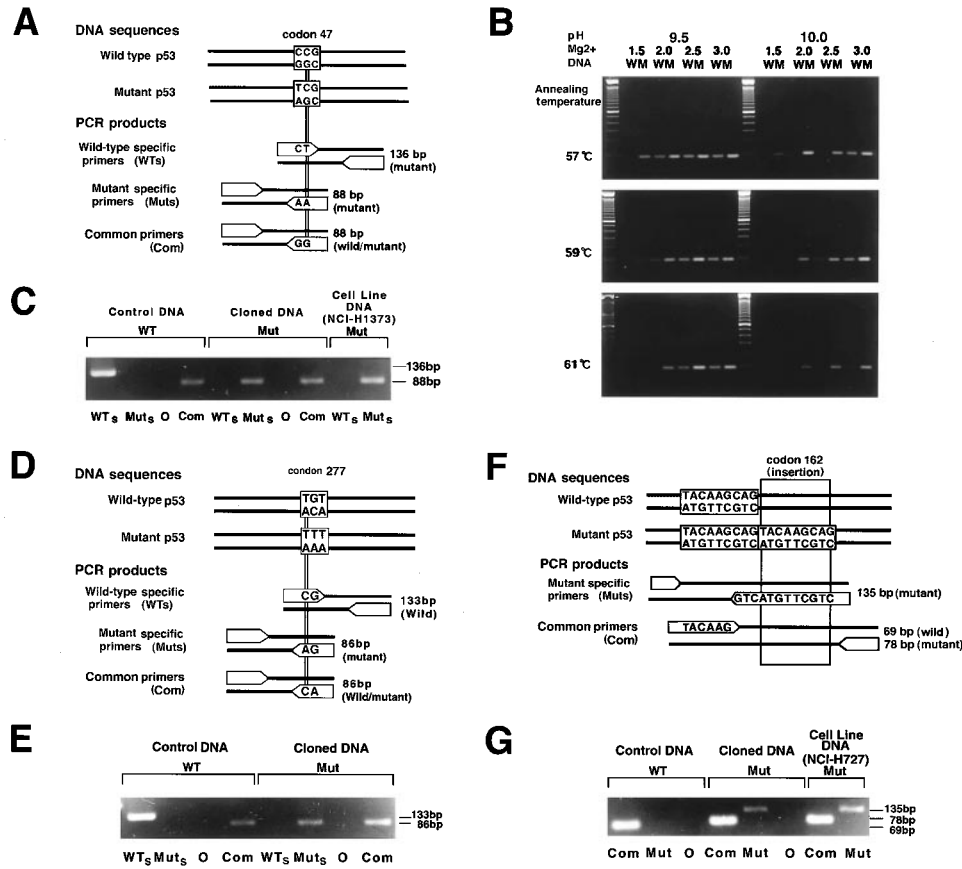 A
DNA sequences
codon 47
Wild type p53
CCG
GGC
Mutant p53
TCG
AGC
PCR products
Wild-type specific
primers (WTs)
CT
136 bp
(mutant)
Mutant specific
primers (Muts)
AA
88 bp
(mutant)
Common primers
(Com)
GG
88 bp
(wild/mutant)
B
pH 9.5 10.0
Mg2+ 1.5 2.0 2.5 3.0 1.5 2.0 2.5 3.0
DNA WM WM WM WM WM WM WM WM
Annealing
temperature
57 °C
59°C
61°C
C
Control DNA
WT
Cloned DNA
Mut
Cell Line
DNA
(NCI-H1373)
Mut
136bp
88bp
WTs Muts O Com WTs Muts O Com WTs Muts
D
DNA sequences
condon 277
Wild-type p53
TGT
ACA
Mutant p53
TTT
AAA
PCR products
Wild-type specific
primers (WTs)
CG
133bp
(Wild)
Mutant specific
primers (Muts)
AG
86bp
(mutant)
Common primers
(Com)
CA
86bp
(Wild/mutant)
E
Control DNA
WT
Cloned DNA
Mut
133bp
86bp
WTs Muts O Com WTs Muts O Com
F
codon 162
(insertion)
DNA sequences
Wild-type p53
TACAAGCAG
ATGTTCGTC
Mutant p53
TACAAGCAG TACAAGCAG
ATGTTCGTC ATGTTCGTC
PCR products
Mutant specific
primers (Muts)
GTCATGTTCGTC
135 bp (mutant)
Common primers
(Com)
TACAAG
69 bp (wild)
78 bp (mutant)
G
Control DNA
WT
Cloned DNA
Mut
Cell Line
DNA
(NCI-H727)
Mut
135bp
78bp
69bp
Com Mut O Com Mut O Com Mut